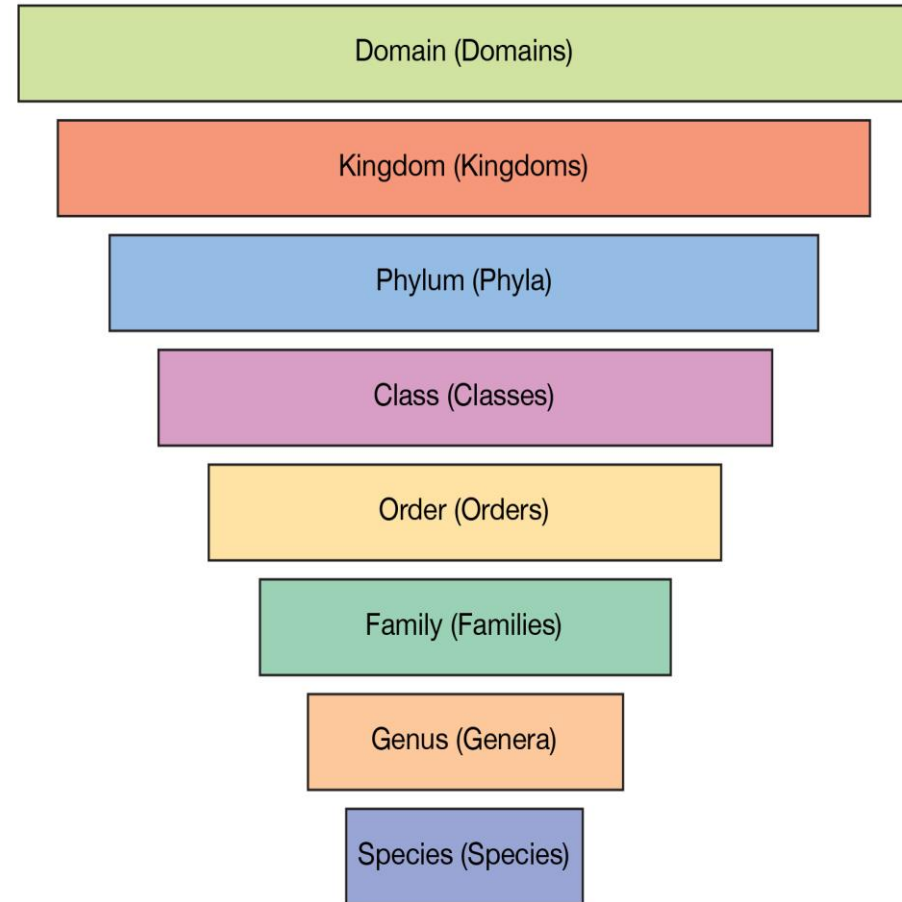 Domain (Domains)
Kingdom (Kingdoms)
Phylum (Phyla)
Class (Classes)
Order (Orders)
Family (Families)
Genus (Genera)
Species (Species)